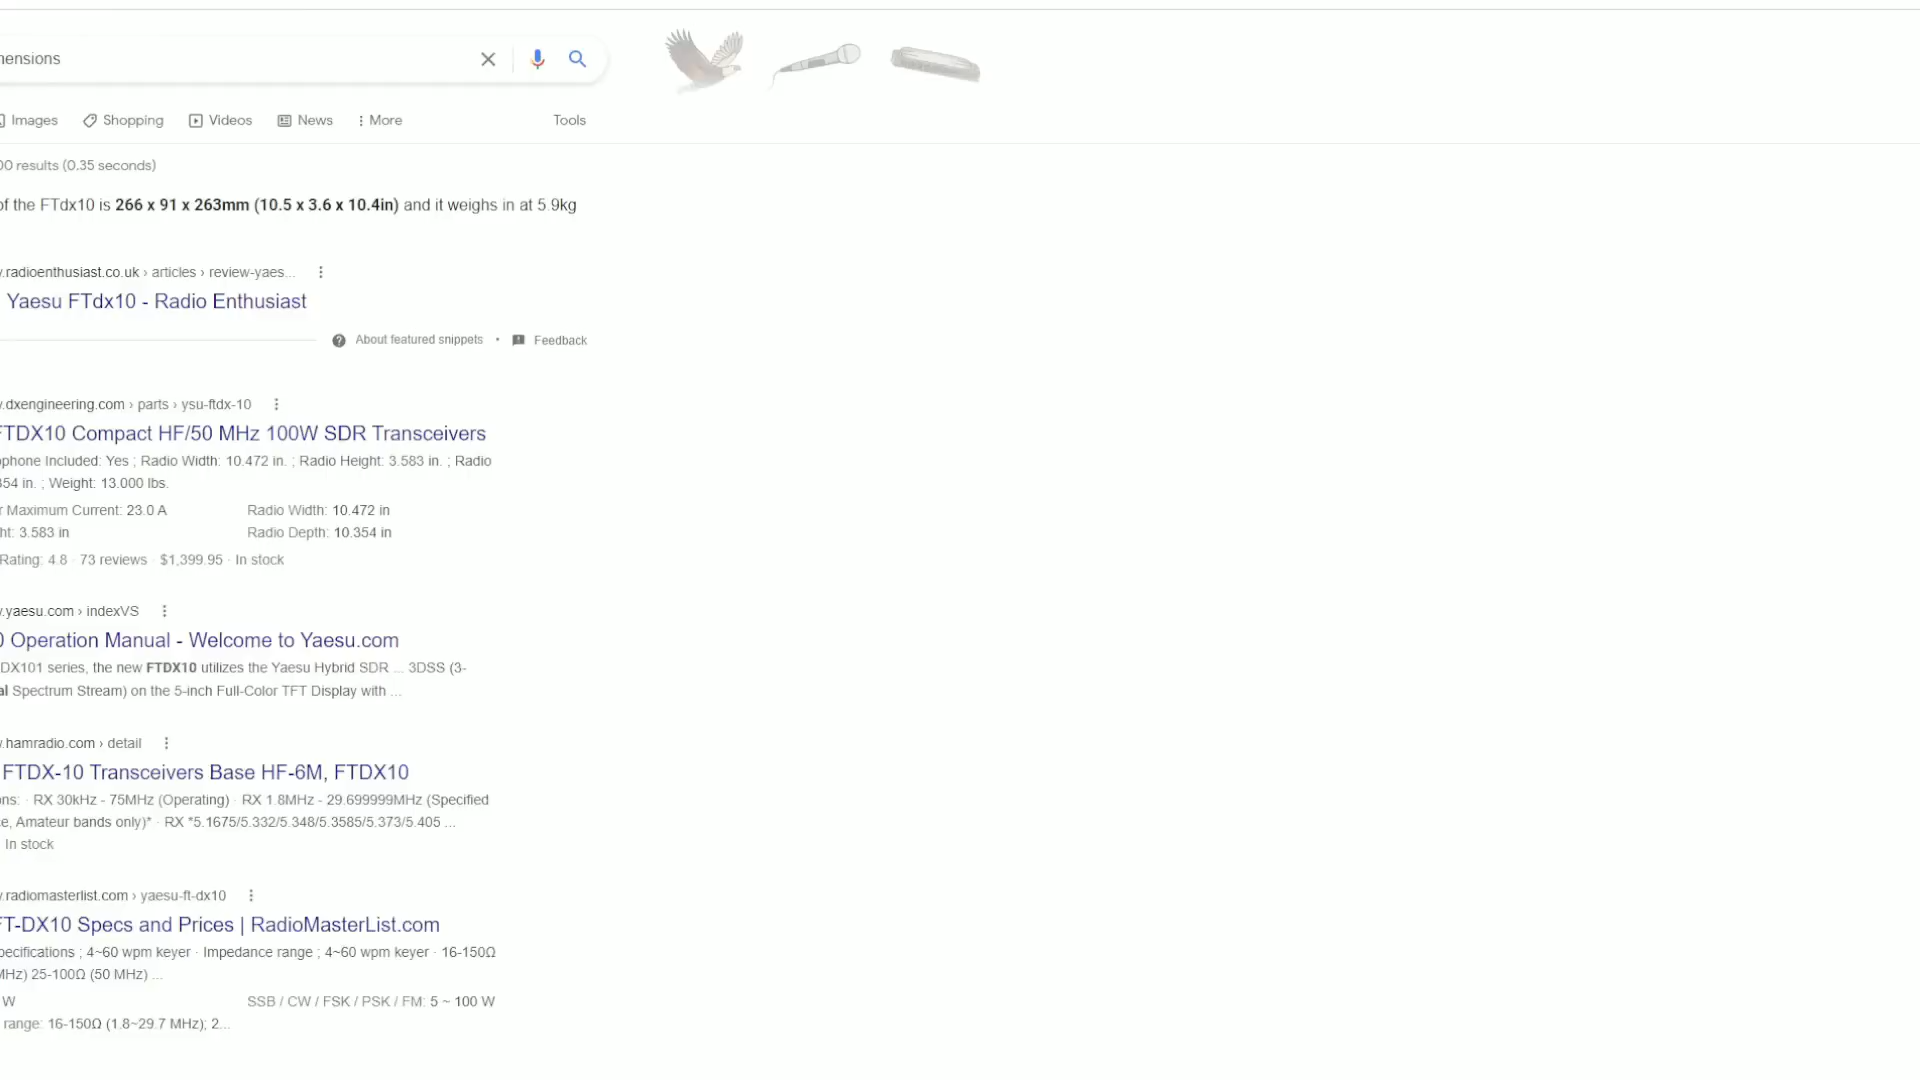 mensions
Images Shopping Videos News More Tools
00 results (0.35 seconds)
of the FTdx10 is 266 x 91 x 263mm (10.5 x 3.6 x 10.4in) and it weighs in at 5.9kg
.radioenthusiast.co.uk › articles › review-yaes...
Yaesu FTdx10 - Radio Enthusiast
About featured snippets • Feedback
.dxengineering.com › parts › ysu-ftdx-10
FTDX10 Compact HF/50 MHz 100W SDR Transceivers
ophone Included: Yes ; Radio Width: 10.472 in. ; Radio Height: 3.583 in. ; Radio
354 in. ; Weight: 13.000 lbs.
r Maximum Current: 23.0 A Radio Width: 10.472 in
ht: 3.583 in Radio Depth: 10.354 in
Rating: 4.8 · 73 reviews · $1,399.95 · In stock
.yaesu.com › indexVS
0 Operation Manual - Welcome to Yaesu.com
DX101 series, the new FTDX10 utilizes the Yaesu Hybrid SDR ... 3DSS (3-
al Spectrum Stream) on the 5-inch Full-Color TFT Display with ...
.hamradio.com › detail
FTDX-10 Transceivers Base HF-6M, FTDX10
ons: · RX 30kHz - 75MHz (Operating) · RX 1.8MHz - 29.699999MHz (Specified
e, Amateur bands only)* · RX *5.1675/5.332/5.348/5.3585/5.373/5.405 ...
In stock
.radiomasterlist.com › yaesu-ft-dx10
FT-DX10 Specs and Prices | RadioMasterList.com
pecifications ; 4~60 wpm keyer · Impedance range ; 4~60 wpm keyer · 16-150Ω
MHz) 25-100Ω (50 MHz) ...
W SSB / CW / FSK / PSK / FM: 5 ~ 100 W
range: 16-150Ω (1.8~29.7 MHz); 2...